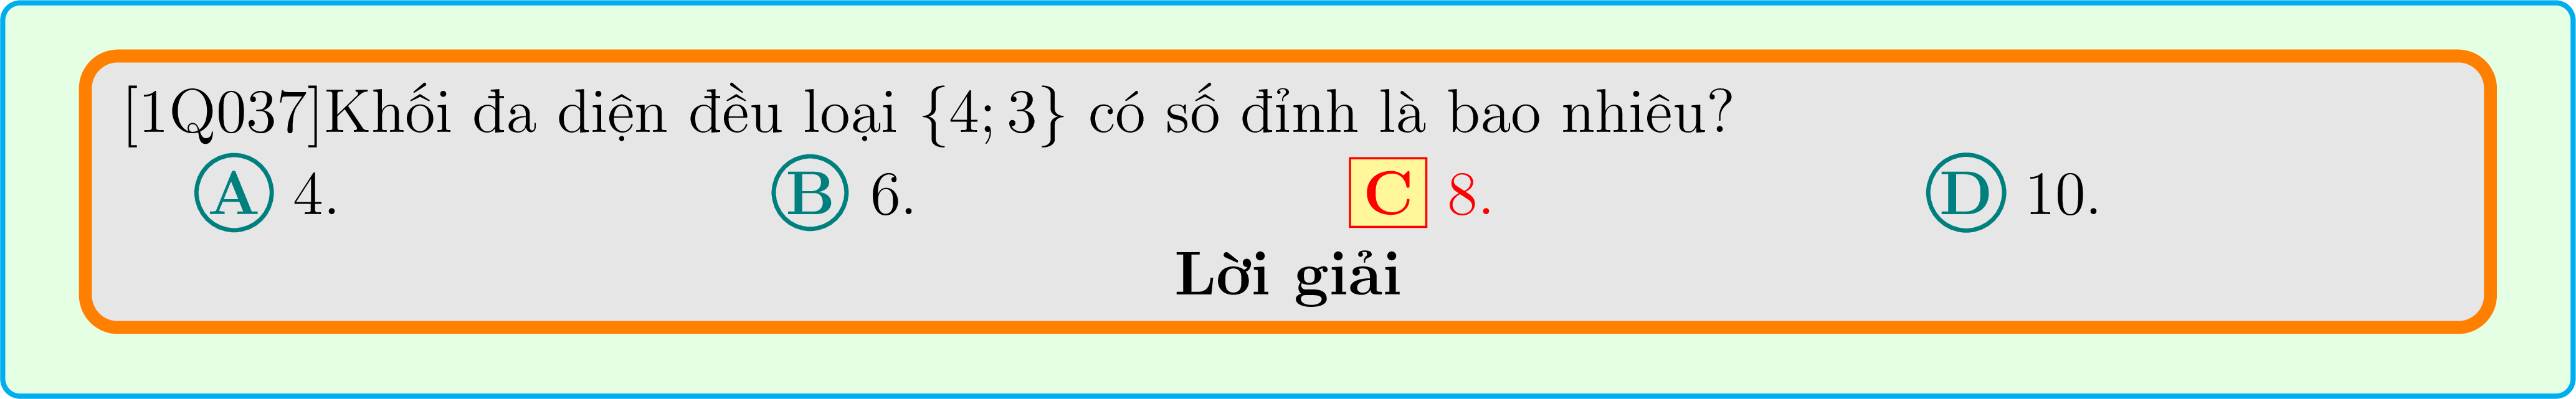 [1Q037]Khối đa diện đều loại {4; 3} có số đỉnh là bao nhiêu?
A 4. B 6. C 8. D 10.
Lời giải